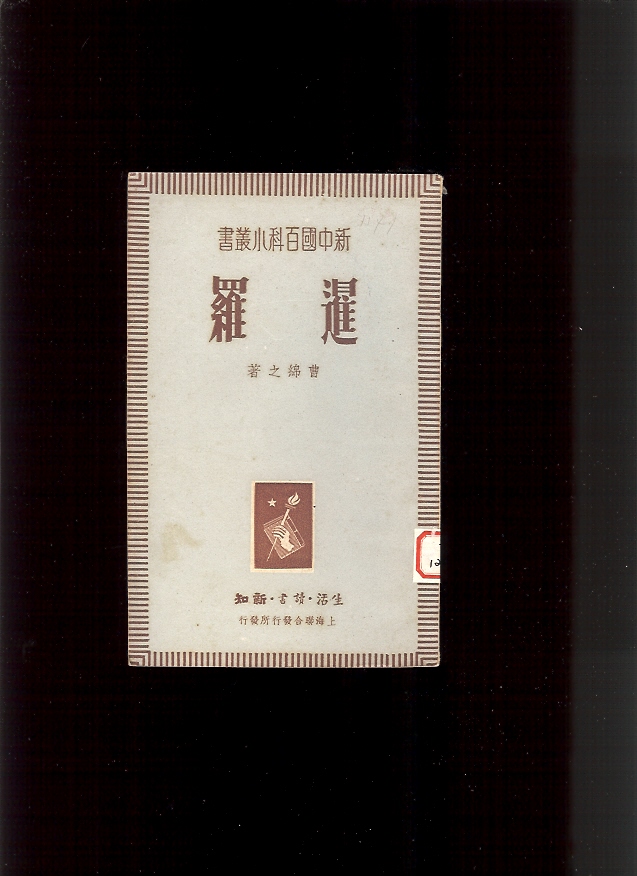 新中國百科小叢書
暹羅
曹綿之著
生活·讀書·新知
上海聯合發行所發行